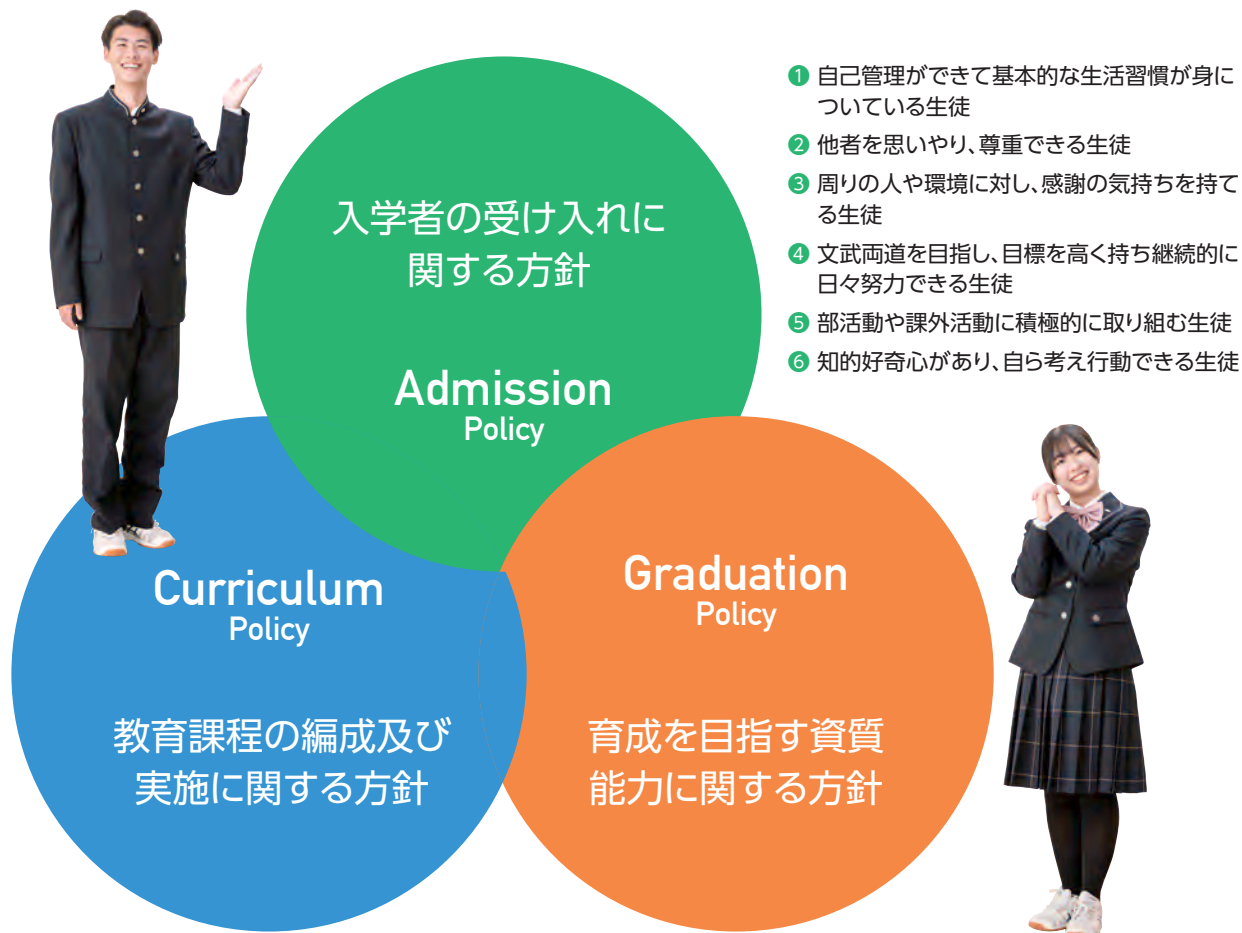 入学者の受け入れに
関する方針
Admission
Policy
❶ 自己管理ができて基本的な生活習慣が身に
ついている生徒
❷ 他者を思いやり、尊重できる生徒
❸ 周りの人や環境に対し、感謝の気持ちを持て
る生徒
❹ 文武両道を目指し、目標を高く持ち継続的に
日々努力できる生徒
❺ 部活動や課外活動に積極的に取り組む生徒
❻ 知的好奇心があり、自ら考え行動できる生徒
Curriculum
Policy
教育課程の編成及び
実施に関する方針
Graduation
Policy
育成を目指す資質
能力に関する方針